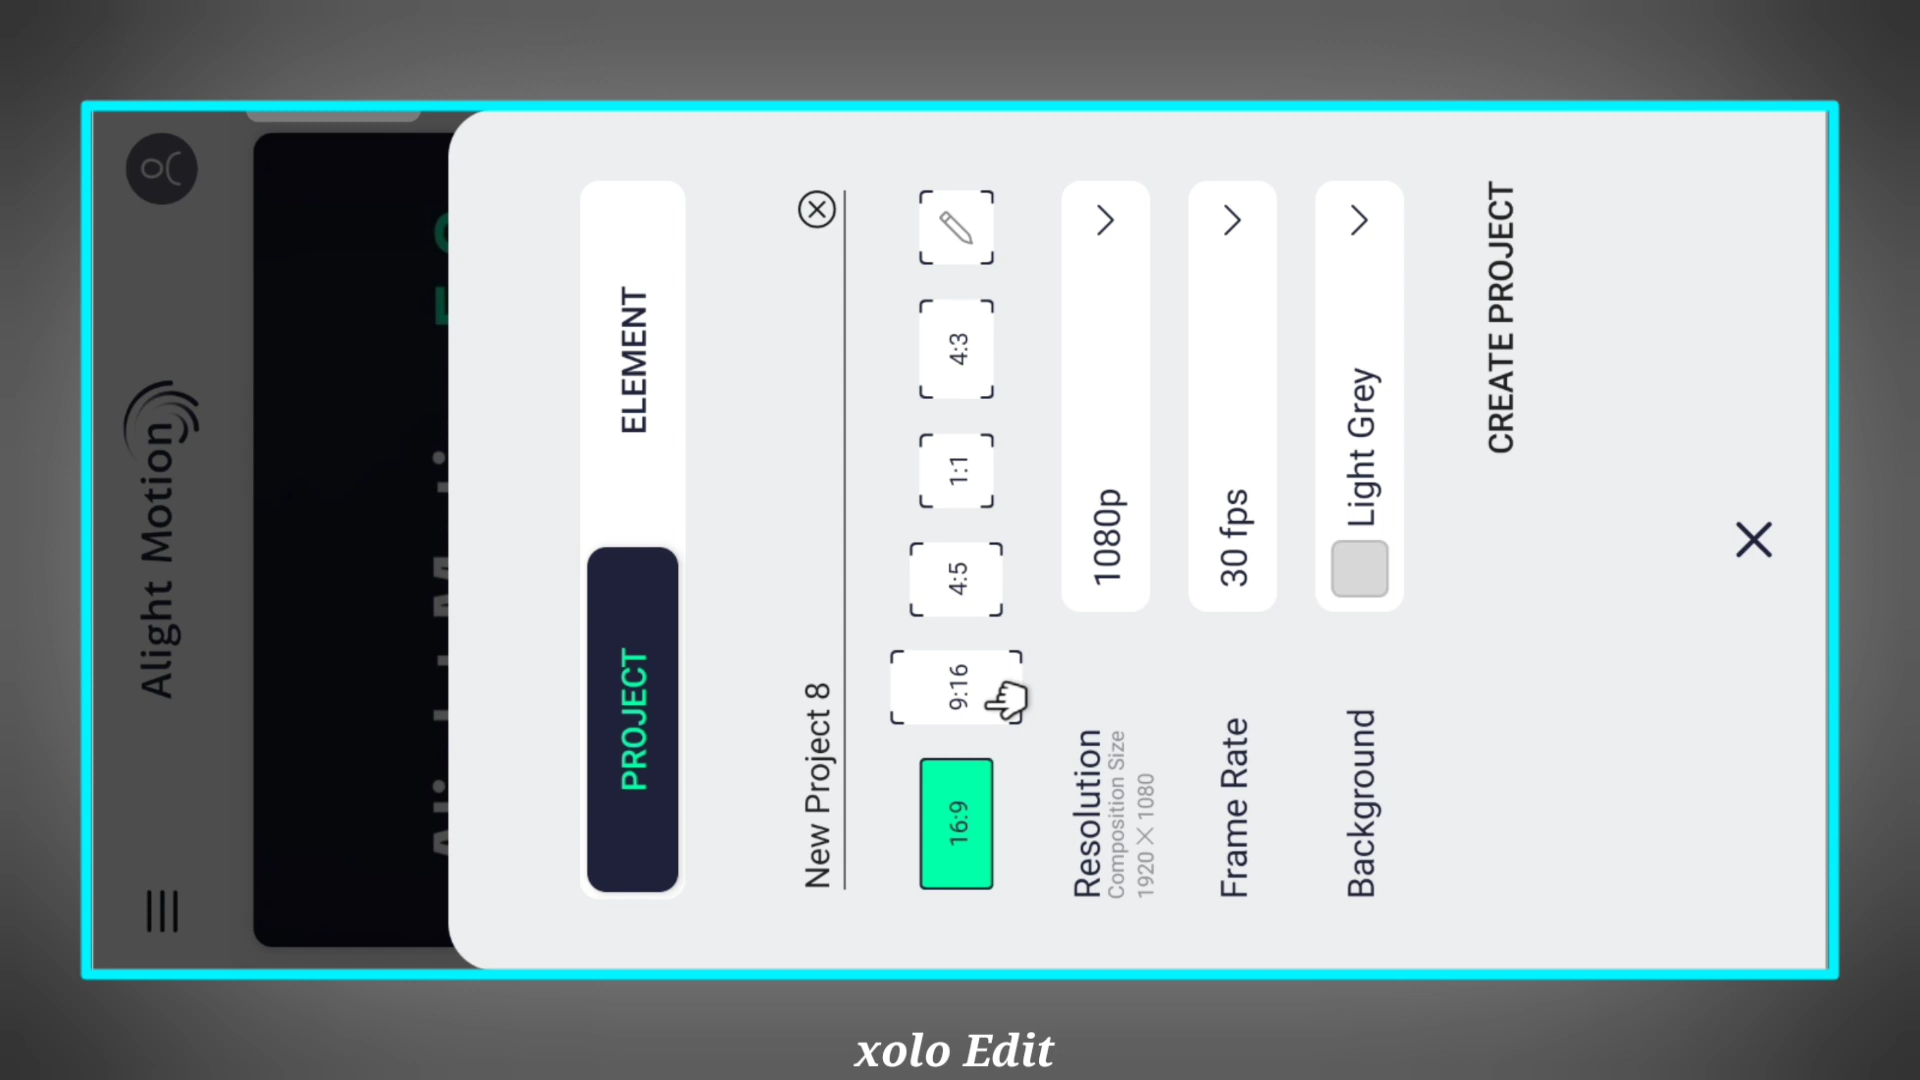 Alight Motion
PROJECT
ELEMENT
New Project 8
16:9
9:16
4:5
1:1
4:3
Resolution
Composition Size
1920 X 1080
1080p
Frame Rate
30 fps
Background
Light Grey
CREATE PROJECT
xolo Edit